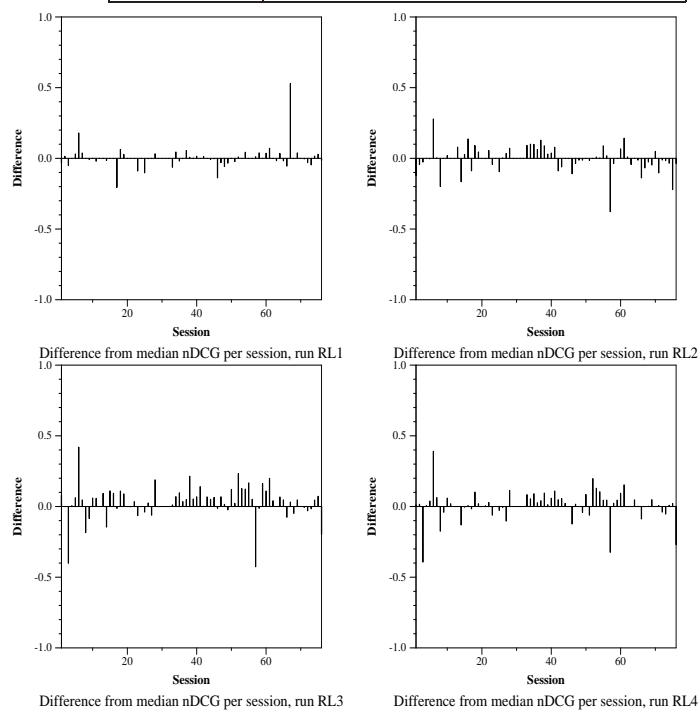 1.0
0.5
0.0
-0.5
-1.0
Difference
20 40 60
Session
Difference from median nDCG per session, run RL1
1.0
0.5
0.0
-0.5
-1.0
Difference
20 40 60
Session
Difference from median nDCG per session, run RL2
1.0
0.5
0.0
-0.5
-1.0
Difference
20 40 60
Session
Difference from median nDCG per session, run RL3
1.0
0.5
0.0
-0.5
-1.0
Difference
20 40 60
Session
Difference from median nDCG per session, run RL4